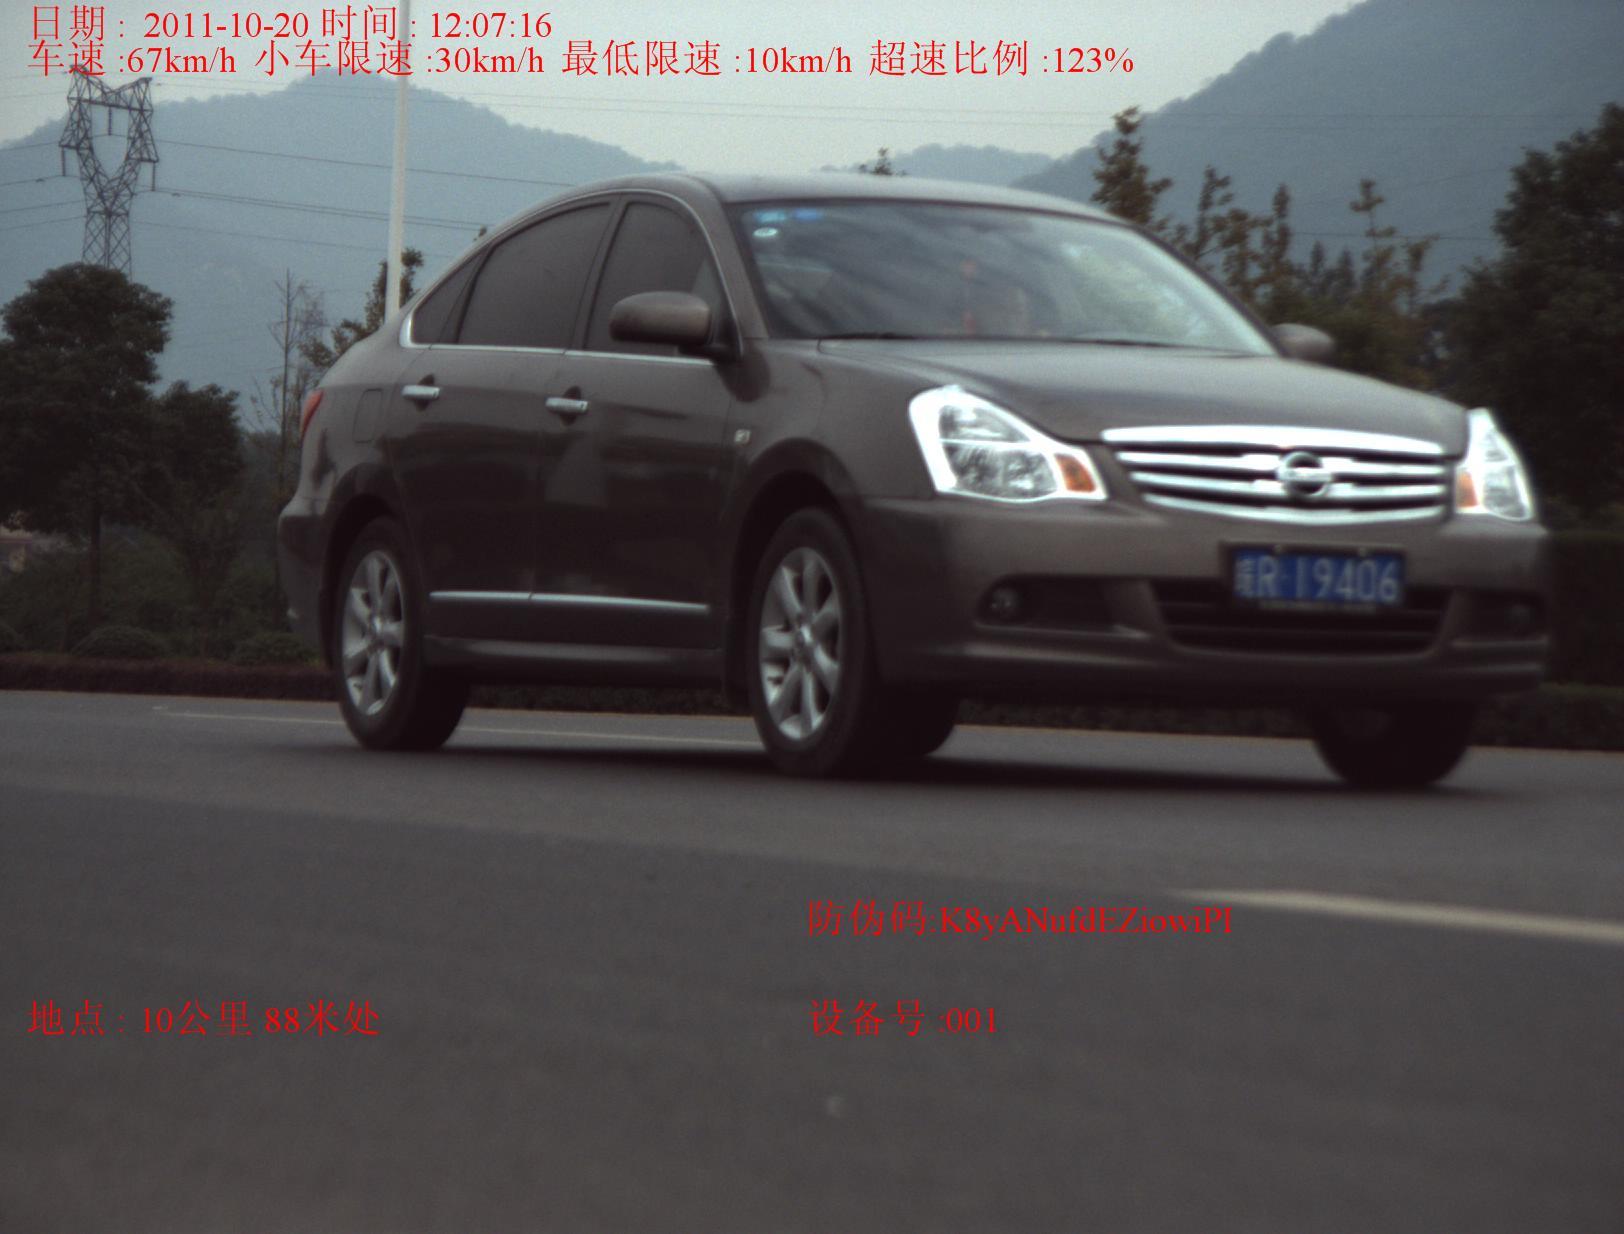 日期: 2011-10-20 时间: 12:07:16
车速:67km/h 小车限速:30km/h 最低限速:10km/h 超速比例:123%
皖R·19406
防伪码:K8yANufdEZiowiPI
地点: 10公里 88米处
设备号:001